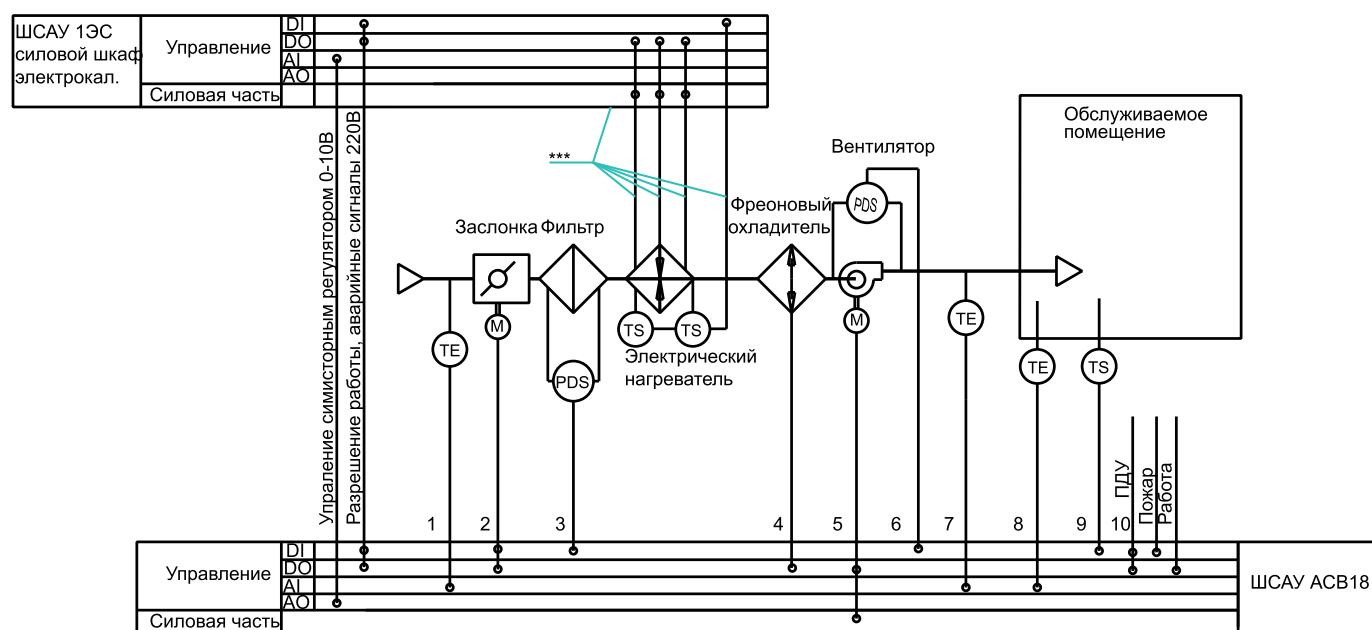 ШСАУ 1ЭС
силовой шкаф
электрокал.
Управление
DI
DO
AI
AO
Силовая часть
Обслуживаемое
помещение
Упраление симисторным регулятором 0-10В
Разрешение работы, аварийные сигналы 220В
***
Вентилятор
PDS
Фреоновый
охладитель
Заслонка
Фильтр
M
TE
TS
TS
M
TE
Электрический
нагреватель
PDS
TE
TS
ПДУ
Пожар
Работа
1
2
3
4
5
6
7
8
9
10
Управление
DI
DO
AI
AO
Силовая часть
ШСАУ АСВ18